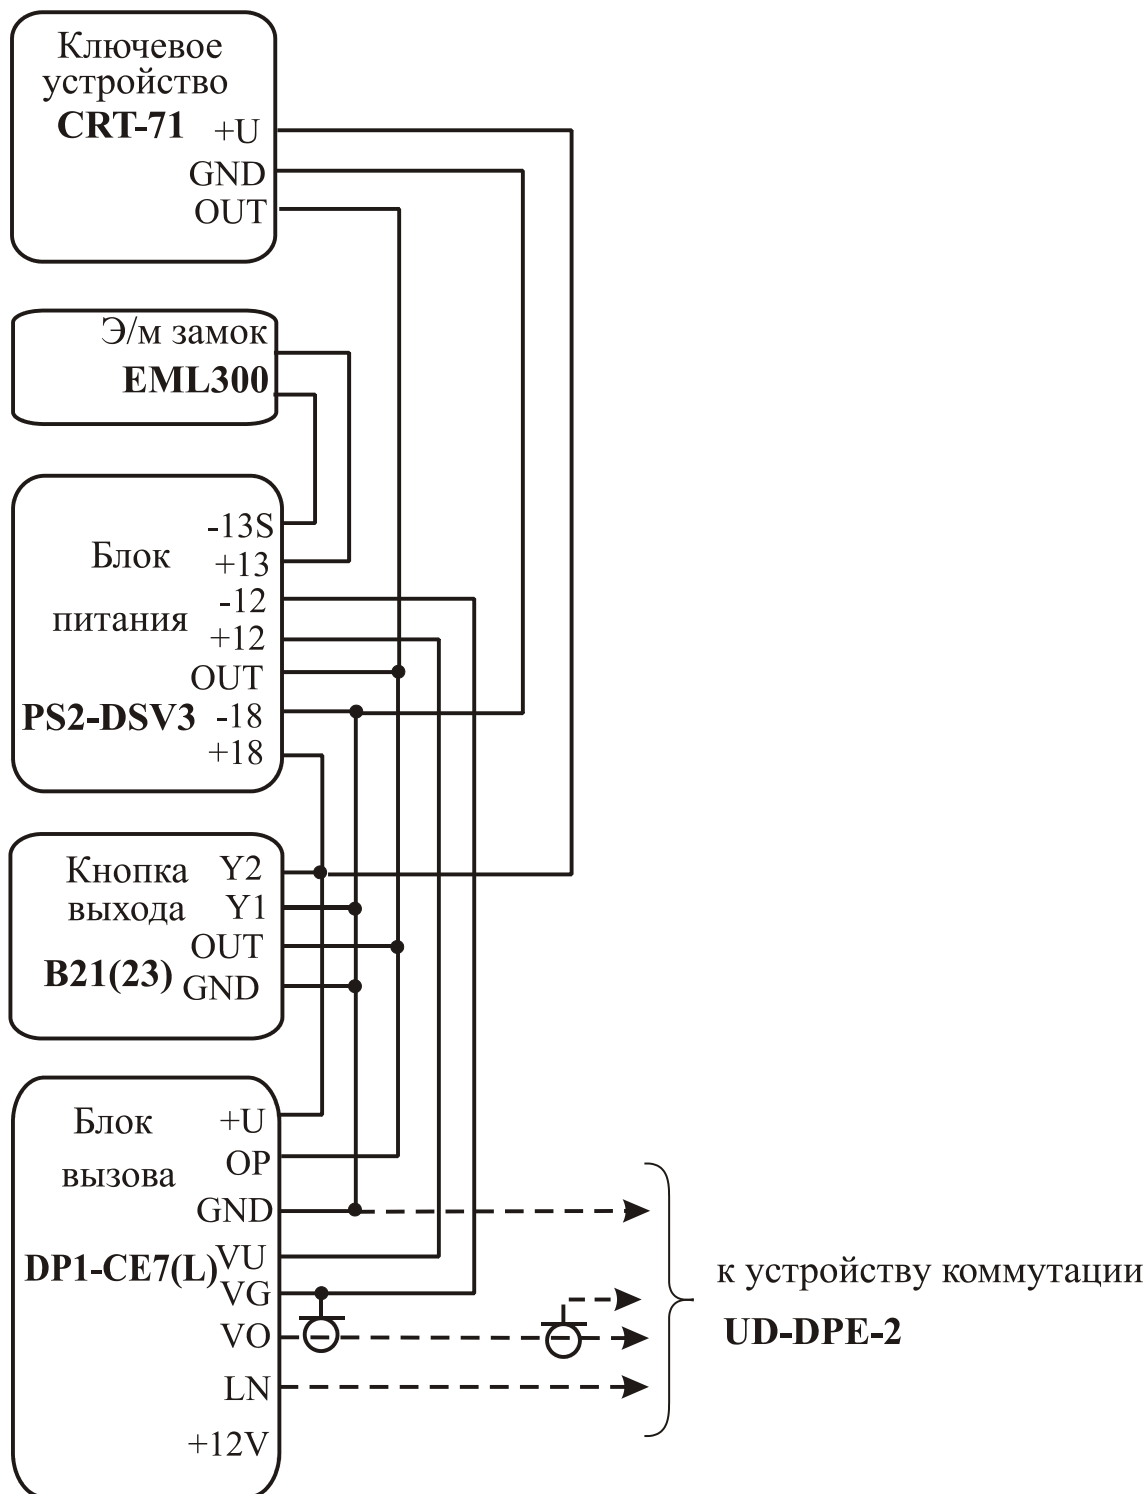 Ключевое
устройство
CRT-71
+U
GND
OUT
Э/м замок
EML300
Блок
питания
PS2-DSV3
-13S
+13
-12
+12
OUT
-18
+18
Кнопка
выхода
B21(23)
Y2
Y1
OUT
GND
Блок
вызова
DP1-CE7(L)
+U
OP
GND
VU
VG
VO
LN
+12V
к устройству коммутации
UD-DPE-2